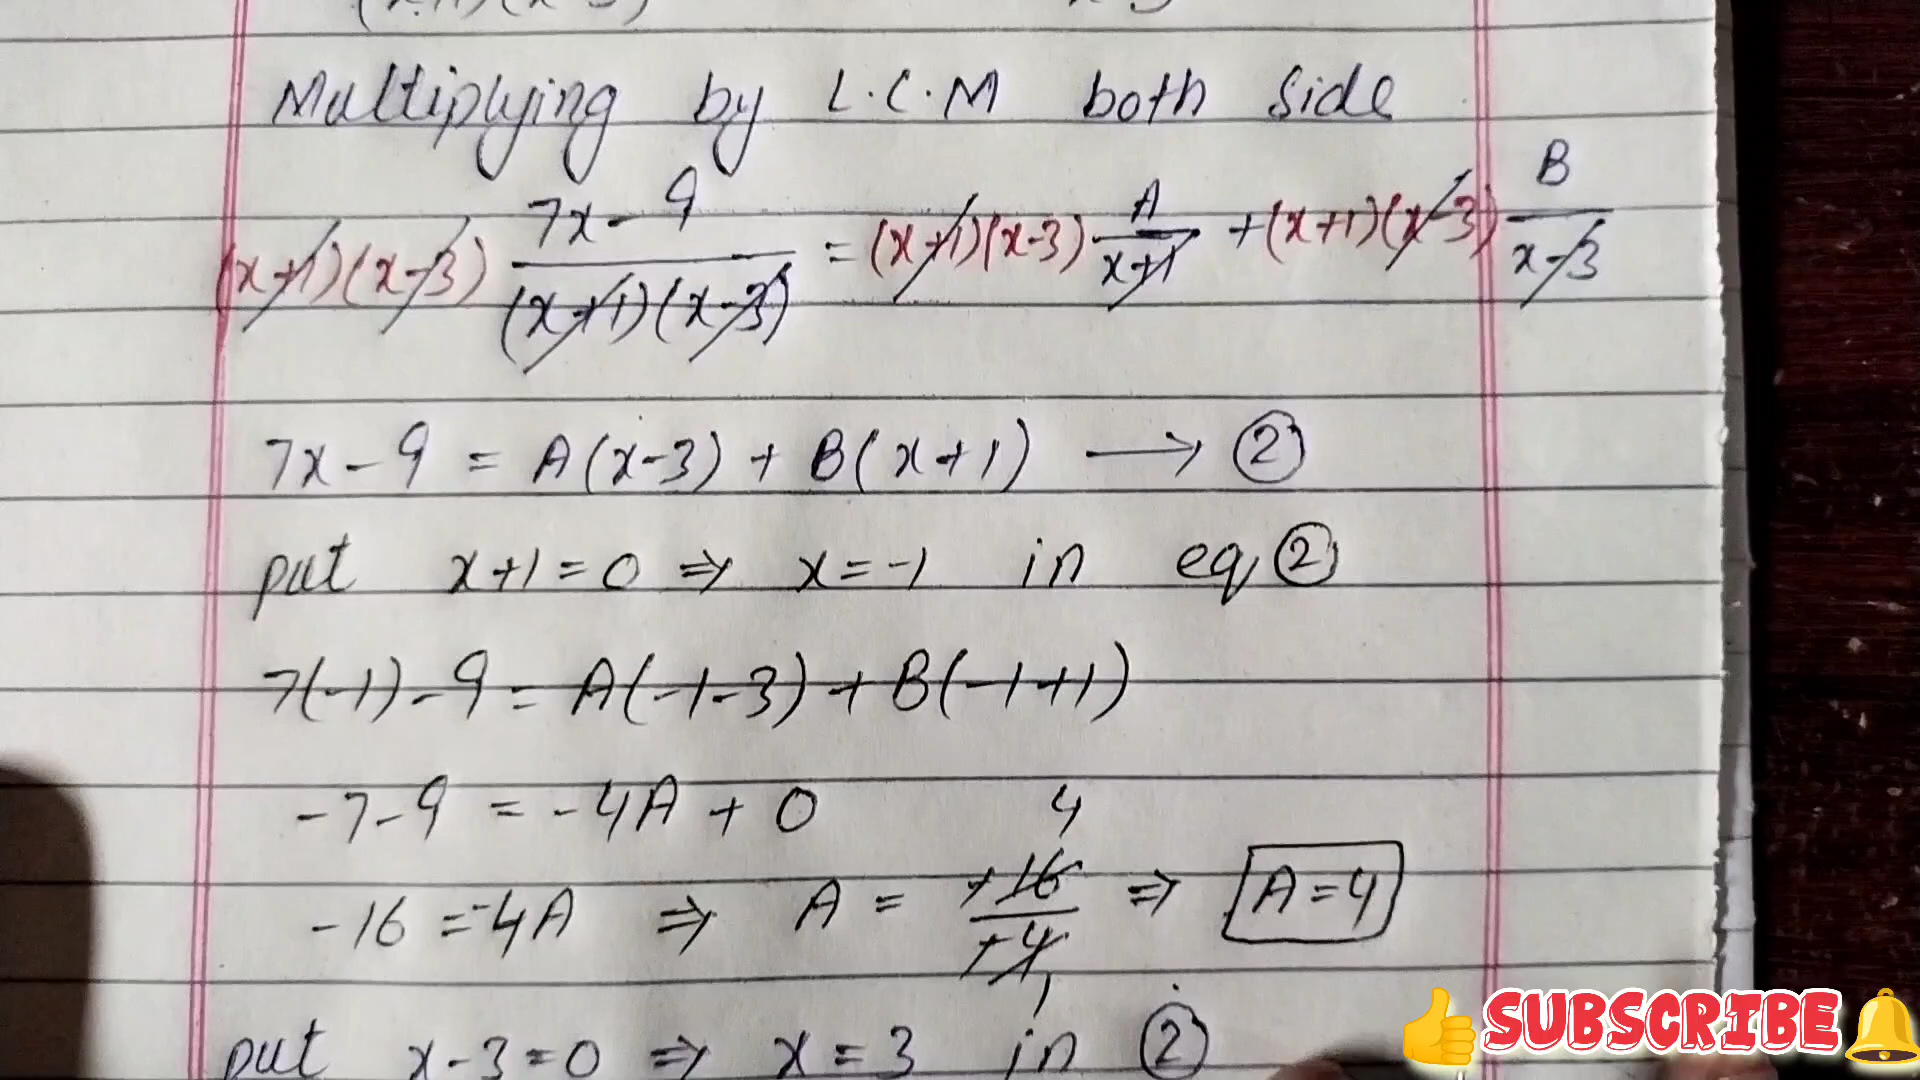 Multiplying by L.C.M both side
(x+1)(x-3) 7x-9/(x+1)(x-3) = (x+1)(x-3) A/x+1 + (x+1)(x-3) B/x-3
7x-9 = A(x-3) + B(x+1) → ②
put x+1=0 ⇒ x=-1 in eq ②
7(-1)-9 = A(-1-3) + B(-1+1)
-7-9 = -4A + 0
-16 = -4A ⇒ A = -16/-4 4 1 ⇒ A=4
put x-3=0 ⇒ x=3 in ②
SUBSCRIBE